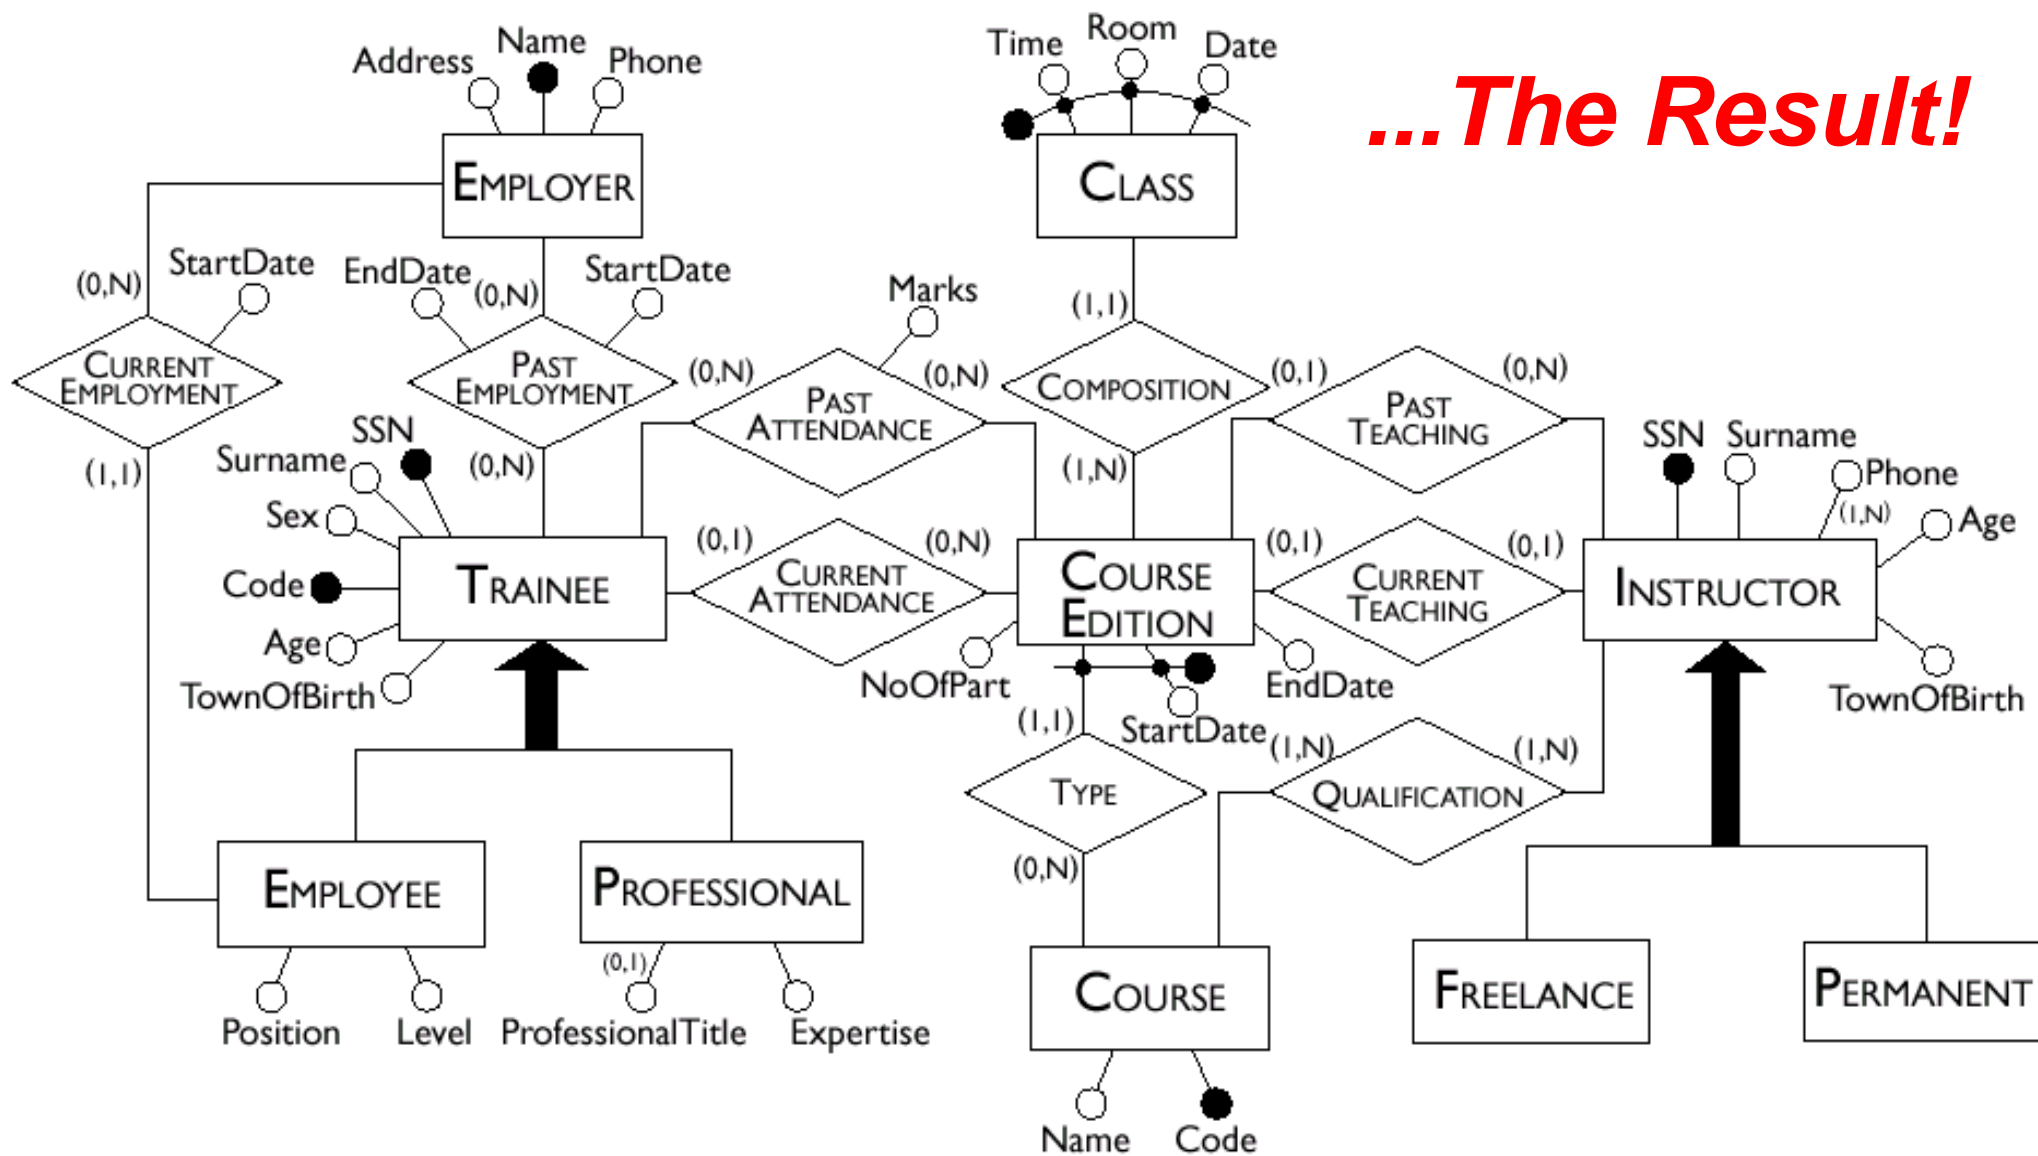 ...The Result!
Address
Name
Phone
EMPLOYER
Time
Room
Date
CLASS
(0,N)
StartDate
EndDate
(0,N)
StartDate
Marks
(1,1)
CURRENT
EMPLOYMENT
PAST
EMPLOYMENT
(0,N)
PAST
ATTENDANCE
(0,N)
COMPOSITION
(0,1)
PAST
TEACHING
(0,N)
(1,1)
(0,N)
(1,N)
SSN
Surname
Sex
Code
Age
TownOfBirth
TRAINEE
(0,1)
CURRENT
ATTENDANCE
(0,N)
COURSE
EDITION
(0,1)
CURRENT
TEACHING
(0,1)
INSTRUCTOR
SSN
Surname
Phone
(1,N)
Age
TownOfBirth
NoOfPart
StartDate
EndDate
(1,1)
TYPE
(0,N)
(1,N)
QUALIFICATION
(1,N)
EMPLOYEE
PROFESSIONAL
(0,1)
Position
Level
ProfessionalTitle
Expertise
COURSE
Name
Code
FREELANCE
PERMANENT